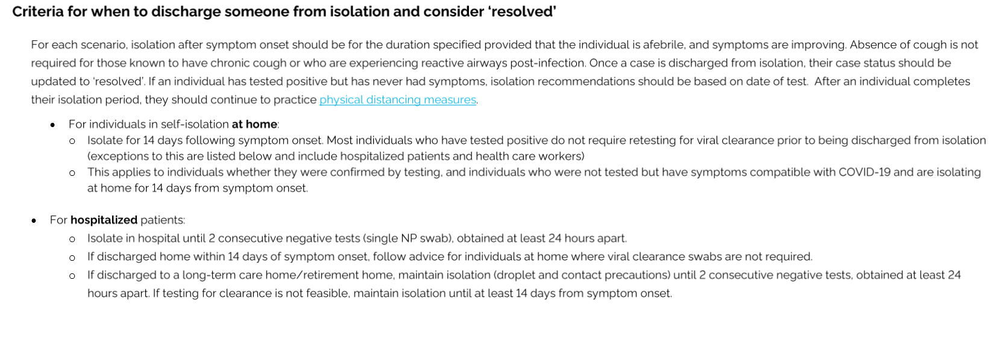 Criteria for when to discharge someone from isolation and consider ‘resolved’
For each scenario, isolation after symptom onset should be for the duration specified provided that the individual is afebrile, and symptoms are improving. Absence of cough is not
required for those known to have chronic cough or who are experiencing reactive airways post-infection. Once a case is discharged from isolation, their case status should be
updated to ‘resolved’. If an individual has tested positive but has never had symptoms, isolation recommendations should be based on date of test. After an individual completes
their isolation period, they should continue to practice physical distancing measures.
• For individuals in self-isolation at home:
o Isolate for 14 days following symptom onset. Most individuals who have tested positive do not require retesting for viral clearance prior to being discharged from isolation
(exceptions to this are listed below and include hospitalized patients and health care workers)
o This applies to individuals whether they were confirmed by testing, and individuals who were not tested but have symptoms compatible with COVID-19 and are isolating
at home for 14 days from symptom onset.
• For hospitalized patients:
o Isolate in hospital until 2 consecutive negative tests (single NP swab), obtained at least 24 hours apart.
o If discharged home within 14 days of symptom onset, follow advice for individuals at home where viral clearance swabs are not required.
o If discharged to a long-term care home/retirement home, maintain isolation (droplet and contact precautions) until 2 consecutive negative tests, obtained at least 24
hours apart. If testing for clearance is not feasible, maintain isolation until at least 14 days from symptom onset.